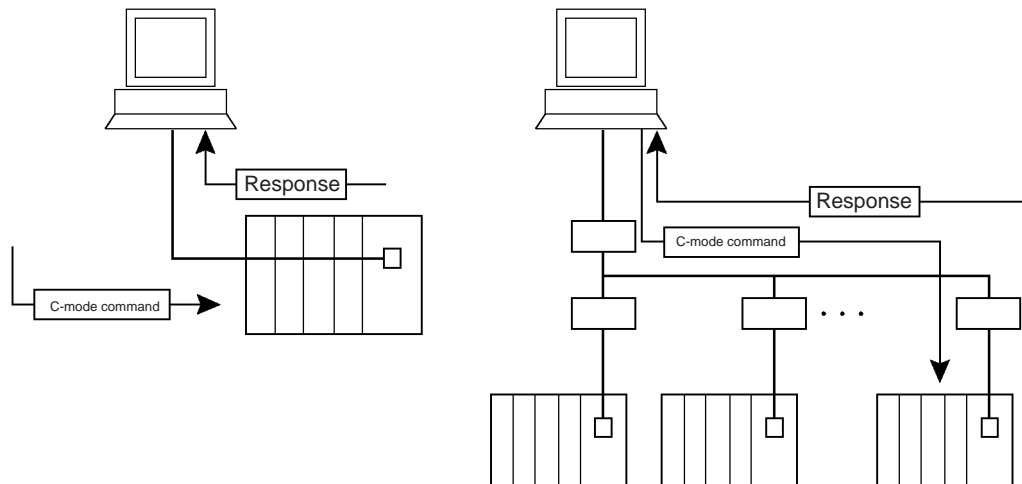 Response
C-mode command
Response
C-mode command
. . .